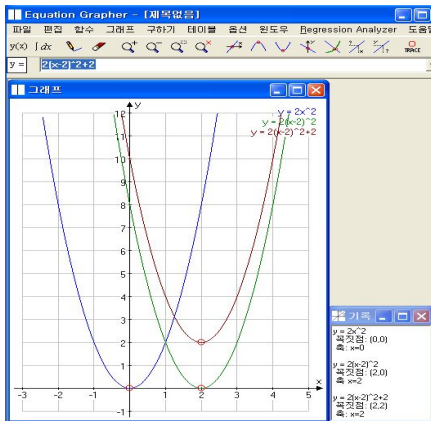 Equation Grapher - [제목없음]
파일 편집 함수 그래프 구하기 테이블 옵션 윈도우 Regression Analyzer 도움말
y(x) ∫dx TRACE
y = 2(x-2)^2+2
그래프
y
y = 2x^2
y = 2(x-2)^2
y = 2(x-2)^2+2
12
11
10
9
8
7
6
5
4
3
2
1
x
-3 -2 -1 0 1 2 3 4 5
-1
기록
y = 2x^2
꼭짓점: (0,0)
축: x=0
y = 2(x-2)^2
꼭짓점: (2,0)
축: x=2
y = 2(x-2)^2+2
꼭짓점: (2,2)
축: x=2